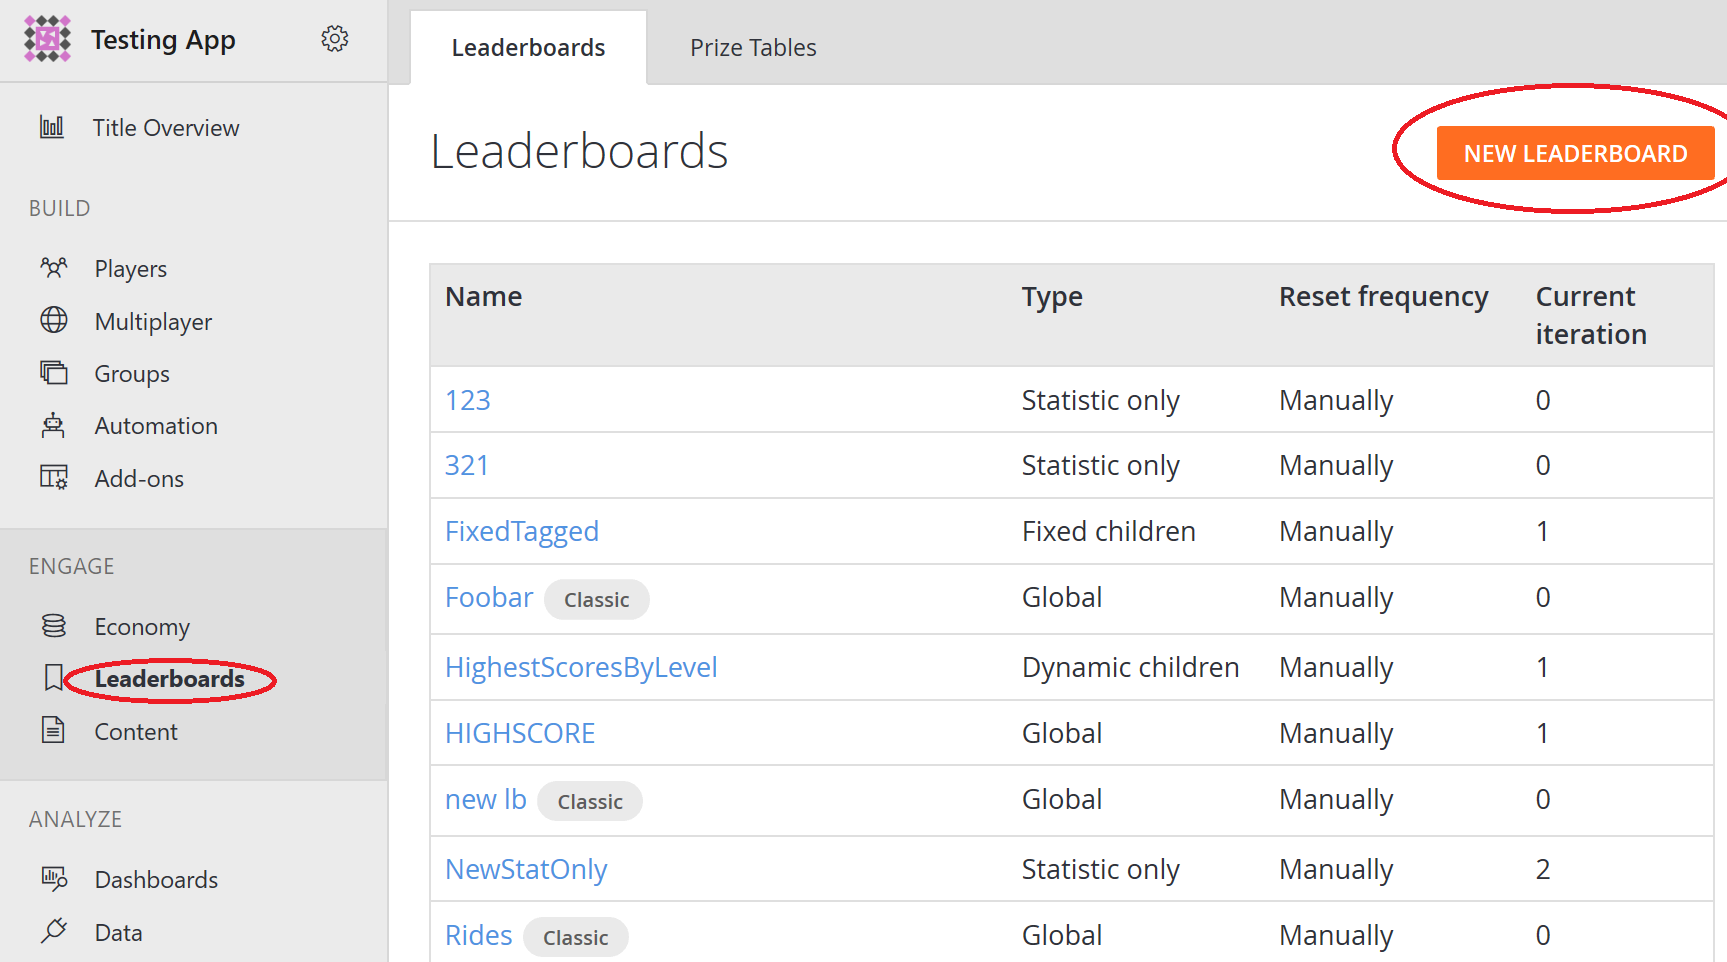 Testing App
Title Overview
BUILD
Players
Multiplayer
Groups
Automation
Add-ons
ENGAGE
Economy
Leaderboards
Content
ANALYZE
Dashboards
Data
Leaderboards Prize Tables
Leaderboards
NEW LEADERBOARD
Name Type Reset frequency Current
iteration
123 Statistic only Manually 0
321 Statistic only Manually 0
FixedTagged Fixed children Manually 1
Foobar Classic Global Manually 0
HighestScoresByLevel Dynamic children Manually 1
HIGHSCORE Global Manually 1
new lb Classic Global Manually 0
NewStatOnly Statistic only Manually 2
Rides Classic Global Manually 0